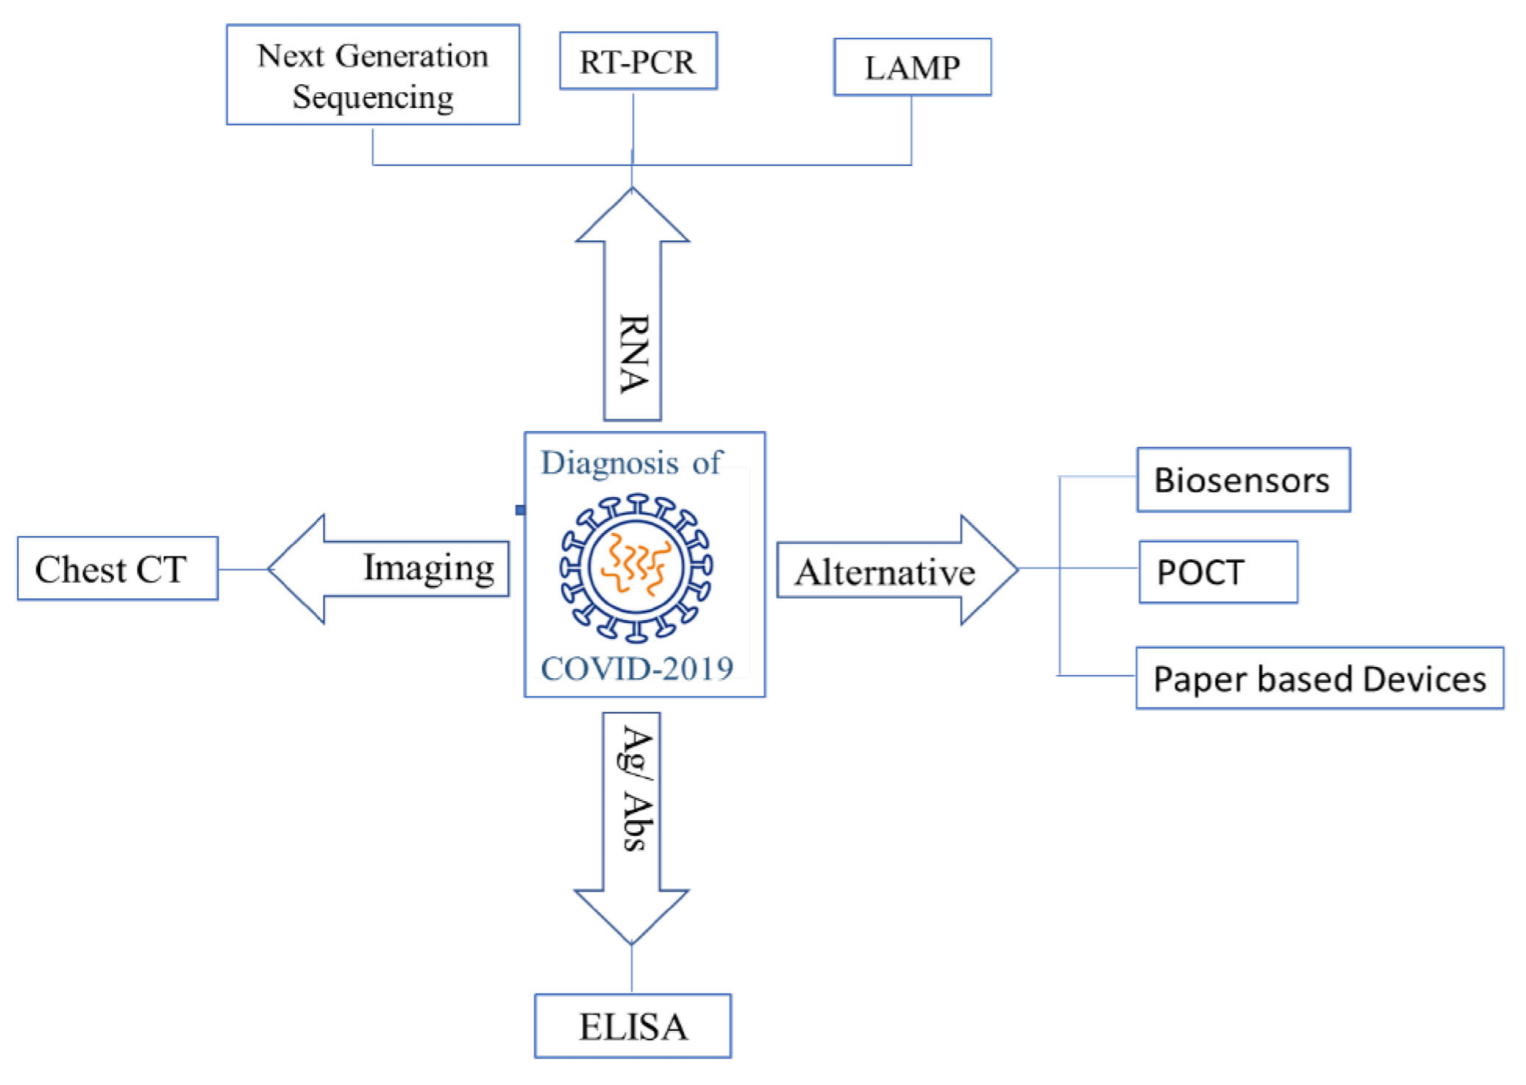 Next Generation
Sequencing
RT-PCR
LAMP
RNA
Diagnosis of
COVID-2019
Imaging
Chest CT
Alternative
Biosensors
POCT
Paper based Devices
Ag/ Abs
ELISA